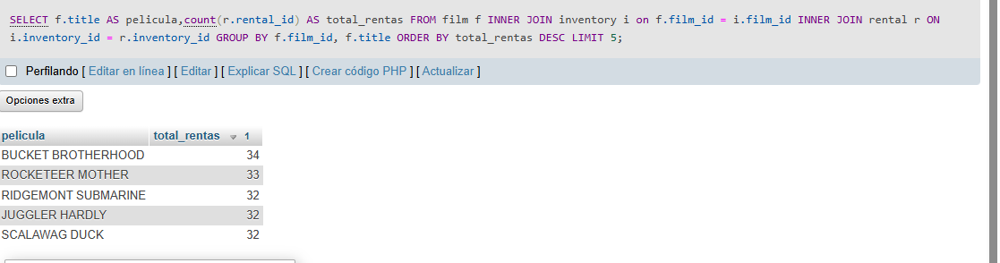 SELECT f.title AS pelicula,count(r.rental_id) AS total_rentas FROM film f INNER JOIN inventory i on f.film_id = i.film_id INNER JOIN rental r ON
i.inventory_id = r.inventory_id GROUP BY f.film_id, f.title ORDER BY total_rentas DESC LIMIT 5;
Perfilando [ Editar en línea ] [ Editar ] [ Explicar SQL ] [ Crear código PHP ] [ Actualizar ]
Opciones extra
pelicula total_rentas 1
BUCKET BROTHERHOOD 34
ROCKETEER MOTHER 33
RIDGEMONT SUBMARINE 32
JUGGLER HARDLY 32
SCALAWAG DUCK 32